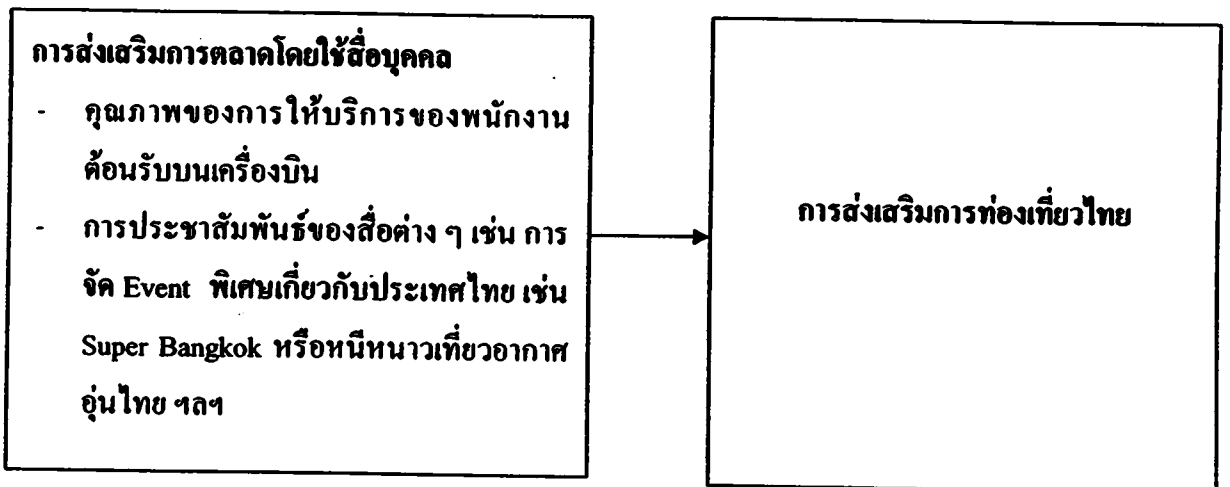 การส่งเสริมการตลาดโดยใช้สื่อบุคคล
- คุณภาพของการให้บริการของพนักงาน
ต้อนรับบนเครื่องบิน
- การประชาสัมพันธ์ของสื่อต่าง ๆ เช่น การ
จัด Event พิเศษเกี่ยวกับประเทศไทย เช่น
Super Bangkok หรือหนีหนาวเที่ยวอากาศ
อุ่นไทย ฯลฯ
การส่งเสริมการท่องเที่ยวไทย